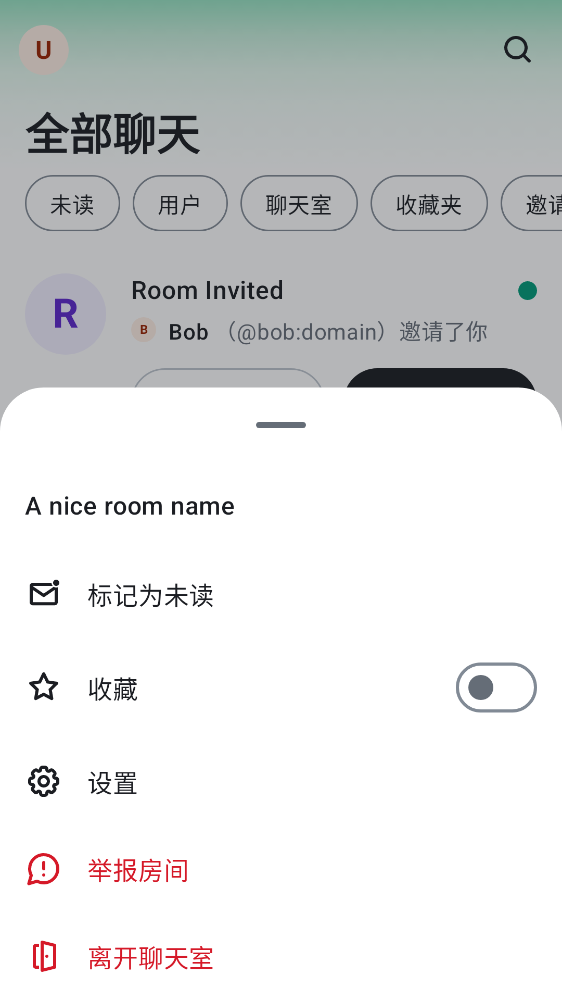 U
全部聊天
未读 用户 聊天室 收藏夹 邀请
R
Room Invited
B Bob （@bob:domain）邀请了你
A nice room name
标记为未读
收藏
设置
举报房间
离开聊天室